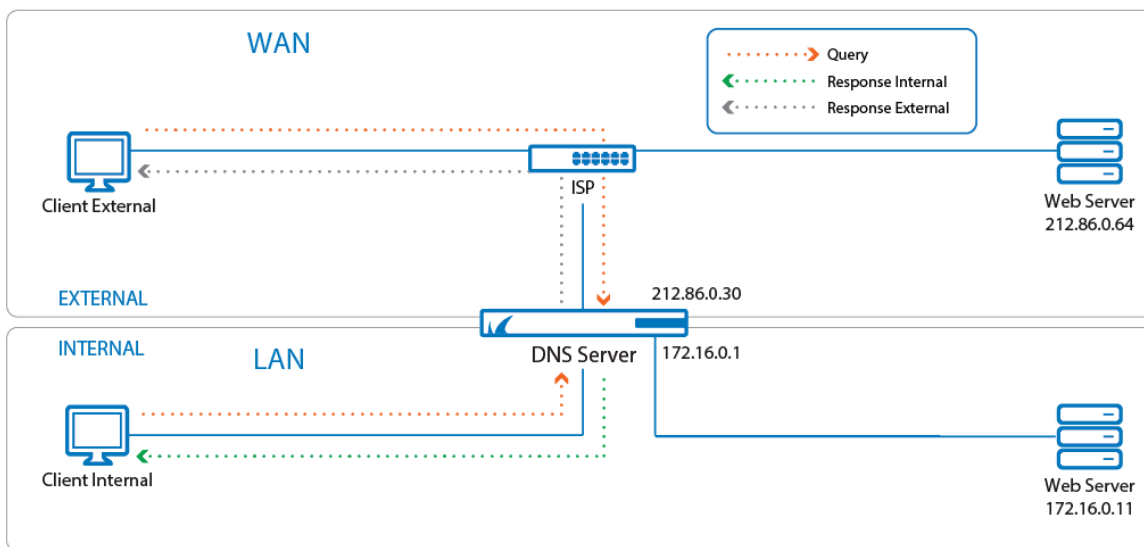 WAN
Query
Response Internal
Response External
Client External
ISP
Web Server
212.86.0.64
EXTERNAL
212.86.0.30
INTERNAL
LAN
DNS Server
172.16.0.1
Client Internal
Web Server
172.16.0.11